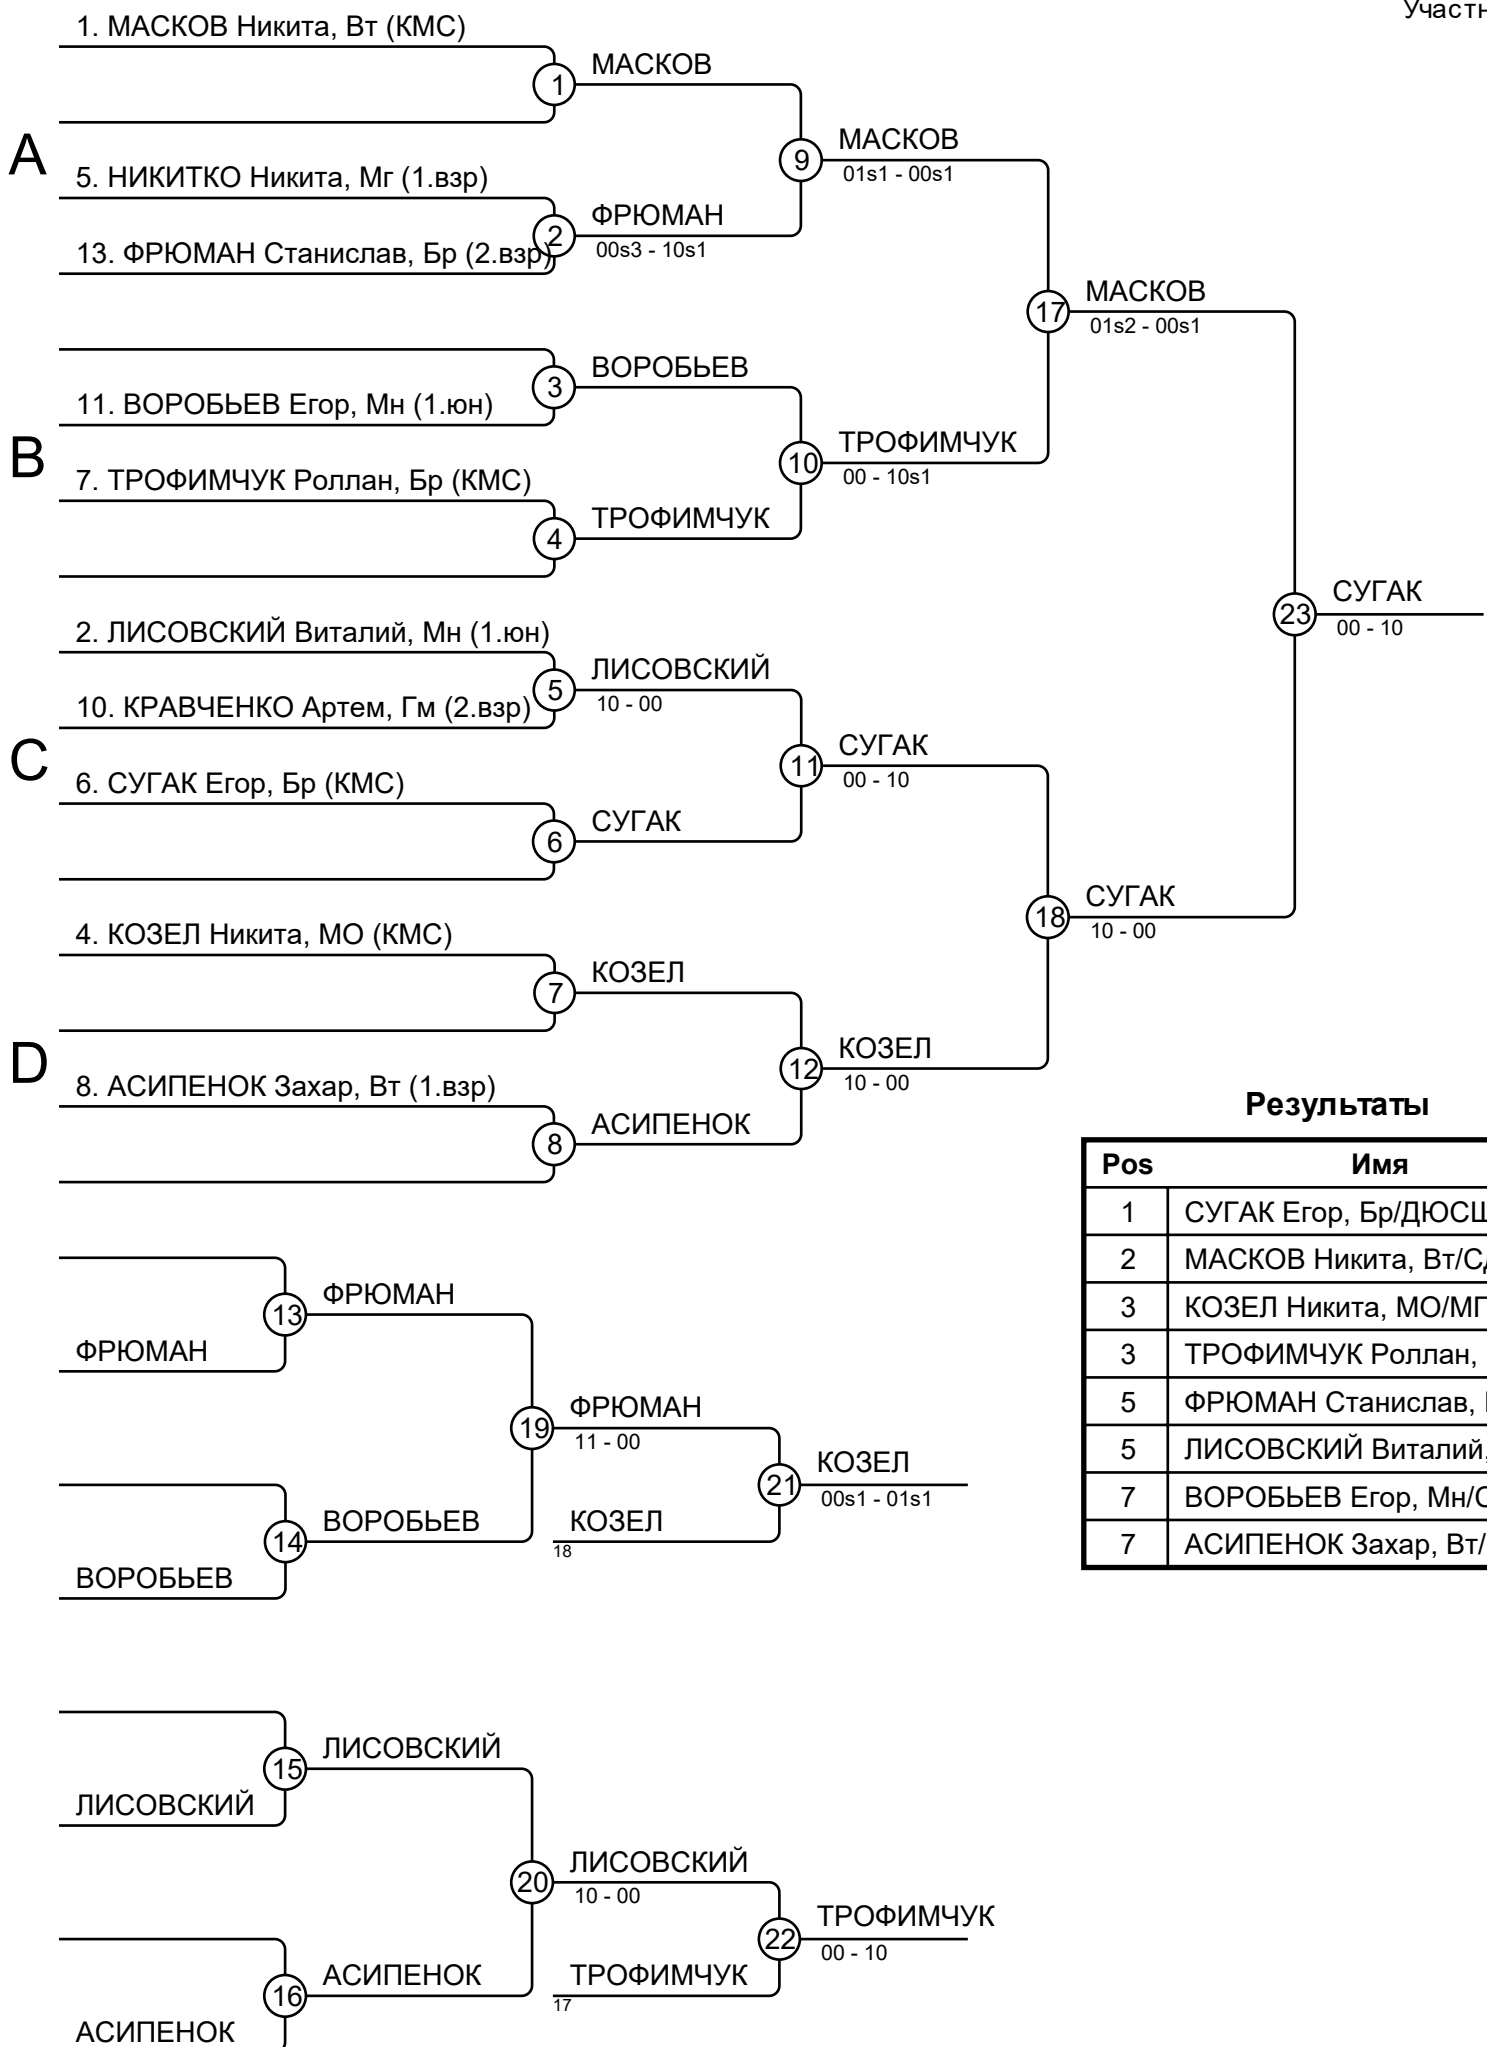 Участн
1. МАСКОВ Никита, Вт (КМС)
1
МАСКОВ
A
5. НИКИТКО Никита, Мг (1.взр)
2
ФРЮМАН
00s3 - 10s1
13. ФРЮМАН Станислав, Бр (2.взр)
9
МАСКОВ
01s1 - 00s1
17
МАСКОВ
01s2 - 00s1
3
ВОРОБЬЕВ
11. ВОРОБЬЕВ Егор, Мн (1.юн)
B
10
ТРОФИМЧУК
00 - 10s1
7. ТРОФИМЧУК Роллан, Бр (КМС)
4
ТРОФИМЧУК
23
СУГАК
00 - 10
2. ЛИСОВСКИЙ Виталий, Мн (1.юн)
5
ЛИСОВСКИЙ
10 - 00
10. КРАВЧЕНКО Артем, Гм (2.взр)
C
11
СУГАК
00 - 10
6. СУГАК Егор, Бр (КМС)
6
СУГАК
18
СУГАК
10 - 00
4. КОЗЕЛ Никита, МО (КМС)
7
КОЗЕЛ
D
12
КОЗЕЛ
10 - 00
8. АСИПЕНОК Захар, Вт (1.взр)
8
АСИПЕНОК
Результаты
Pos Имя
1 СУГАК Егор, Бр/ДЮСШ
2 МАСКОВ Никита, Вт/С
3 КОЗЕЛ Никита, МО/МГ
3 ТРОФИМЧУК Роллан,
5 ФРЮМАН Станислав,
5 ЛИСОВСКИЙ Виталий,
7 ВОРОБЬЕВ Егор, Мн/С
7 АСИПЕНОК Захар, Вт/
13
ФРЮМАН
ФРЮМАН
19
ФРЮМАН
11 - 00
21
КОЗЕЛ
00s1 - 01s1
14
ВОРОБЬЕВ
КОЗЕЛ
18
ВОРОБЬЕВ
15
ЛИСОВСКИЙ
ЛИСОВСКИЙ
20
ЛИСОВСКИЙ
10 - 00
22
ТРОФИМЧУК
00 - 10
16
АСИПЕНОК
ТРОФИМЧУК
17
АСИПЕНОК